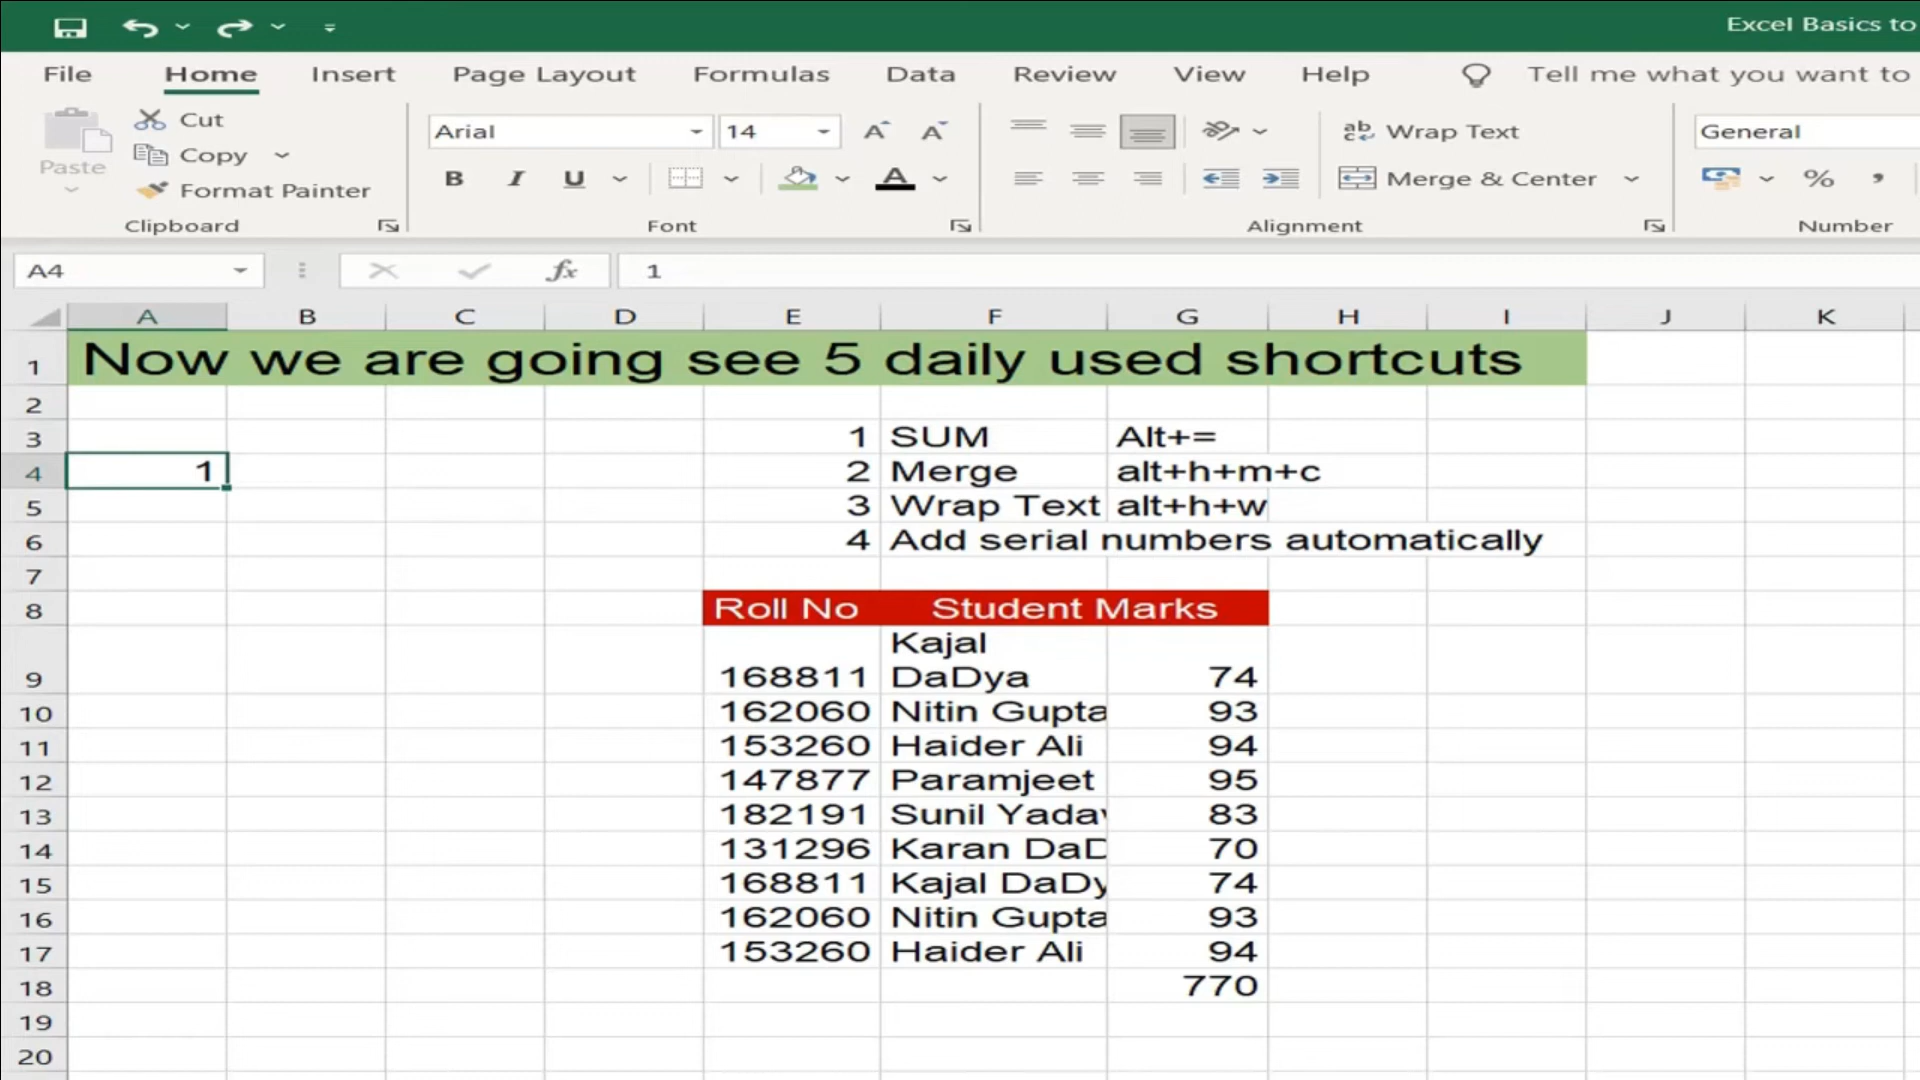 Excel Basics to
File Home Insert Page Layout Formulas Data Review View Help Tell me what you want to
Paste
Cut
Copy
Format Painter
Clipboard
Arial 14
B I U
Font
Wrap Text
Merge & Center
Alignment
General
%
Number
A4 fx 1
A B C D E F G H I J K
1 Now we are going see 5 daily used shortcuts
2
3 1 SUM Alt+=
4 1 2 Merge alt+h+m+c
5 3 Wrap Text alt+h+w
6 4 Add serial numbers automatically
7
8 Roll No Student Marks
Kajal
9 168811 DaDya 74
10 162060 Nitin Gupta 93
11 153260 Haider Ali 94
12 147877 Paramjeet 95
13 182191 Sunil Yadav 83
14 131296 Karan DaD 70
15 168811 Kajal DaDy 74
16 162060 Nitin Gupta 93
17 153260 Haider Ali 94
18 770
19
20